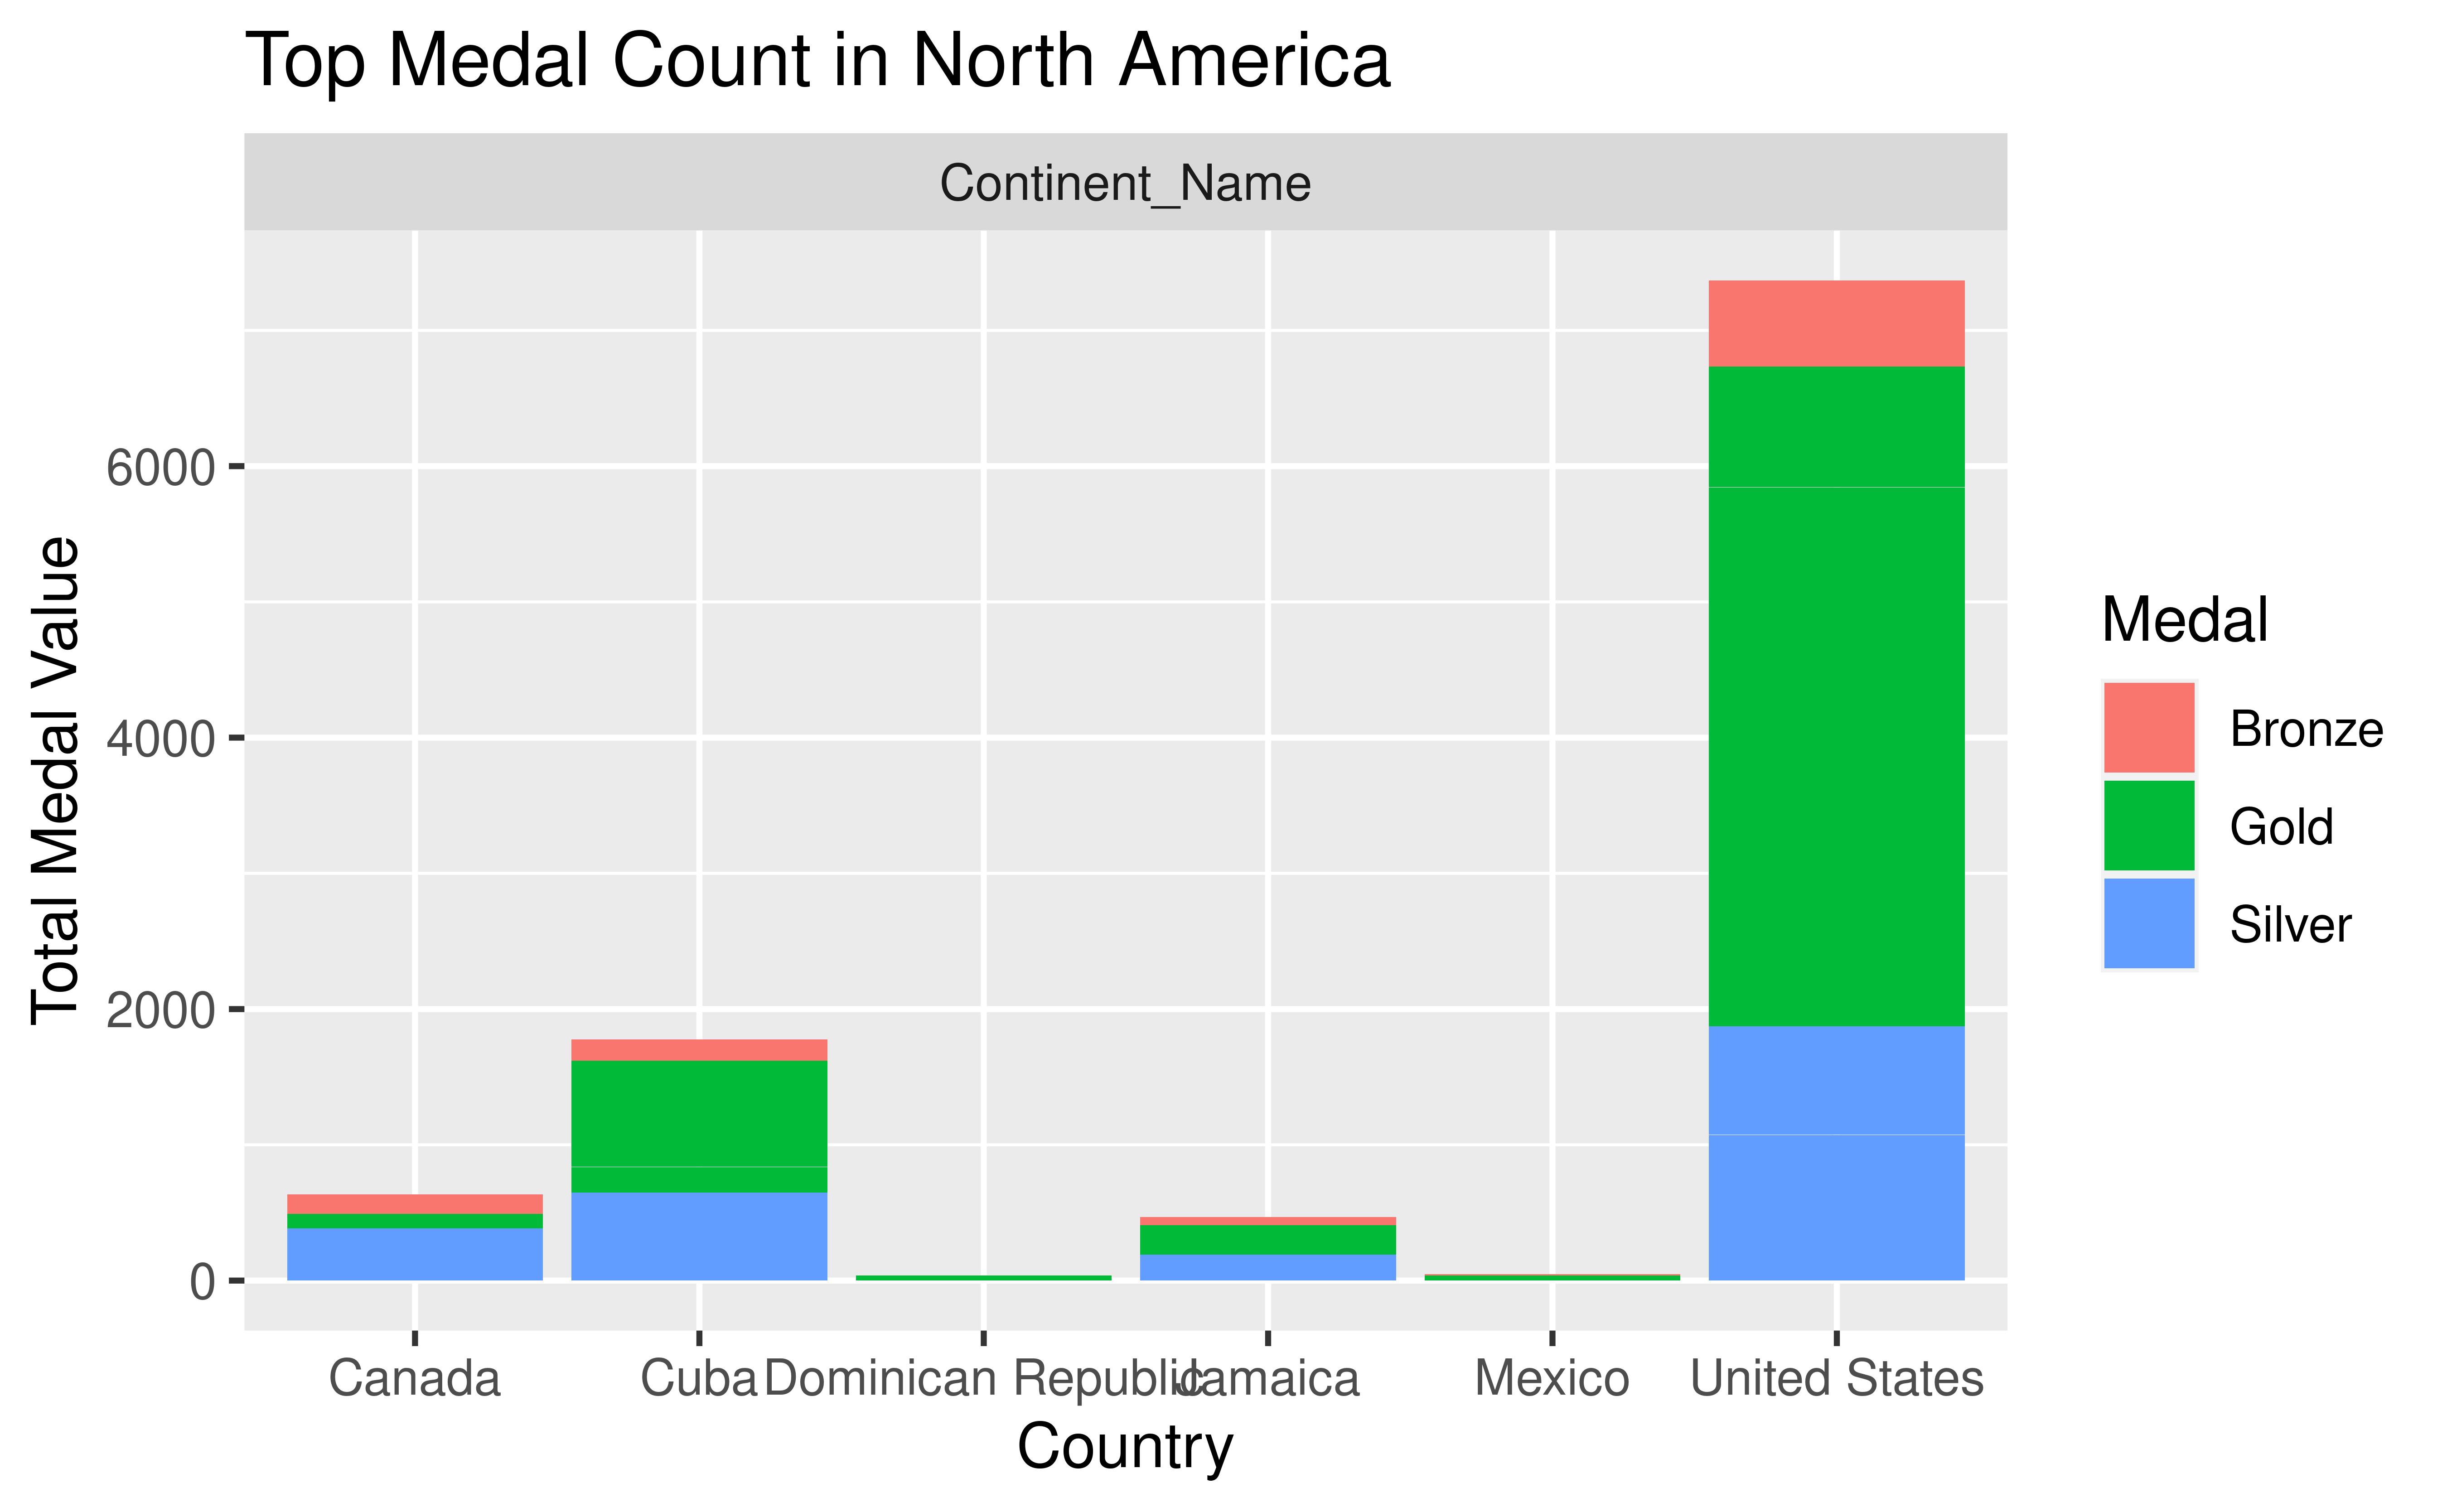 Top Medal Count in North America
Continent_Name
Total Medal Value
6000
4000
2000
0
Canada
Cuba
Dominican Republic
Jamaica
Mexico
United States
Country
Medal
Bronze
Gold
Silver